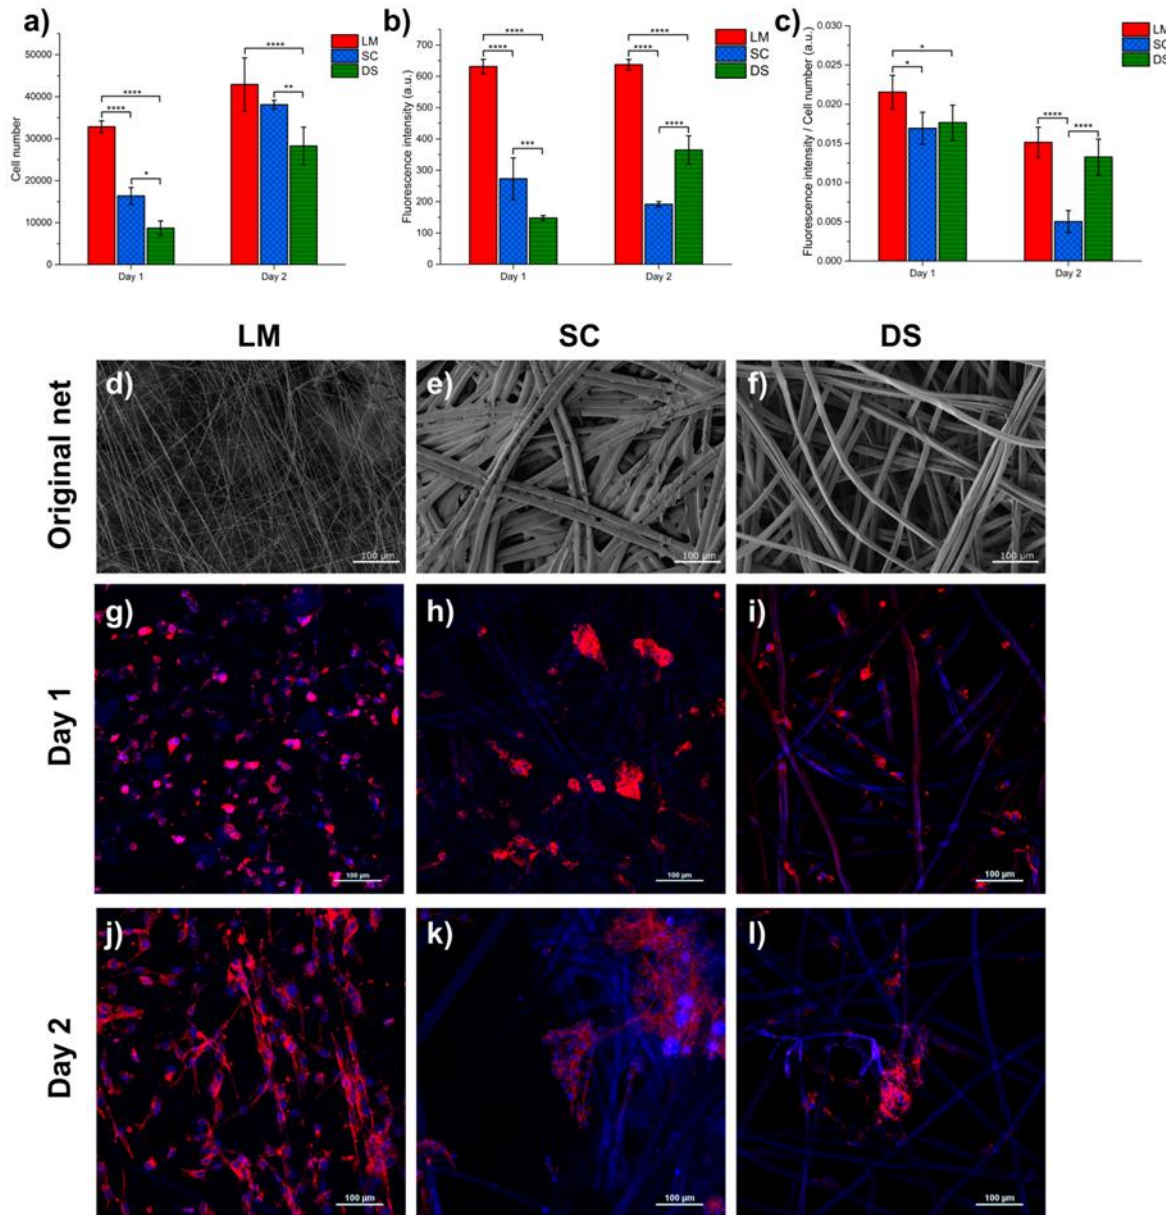 a)
****
****
****
**
*
LM
SC
DS
Cell number
50000
40000
30000
20000
10000
0
Day 1
Day 2
b)
****
****
****
****
****
***
LM
SC
DS
Fluorescence intensity (a.u.)
700
600
500
400
300
200
100
0
Day 1
Day 2
c)
*
*
****
****
LM
SC
DS
Fluorescence intensity / Cell number (a.u.)
0.030
0.025
0.020
0.015
0.010
0.005
0.000
Day 1
Day 2
LM SC DS
Original net
d) e) f)
100 µm 100 µm 100 µm
Day 1
g) h) i)
100 µm 100 µm 100 µm
Day 2
j) k) l)
100 µm 100 µm 100 µm